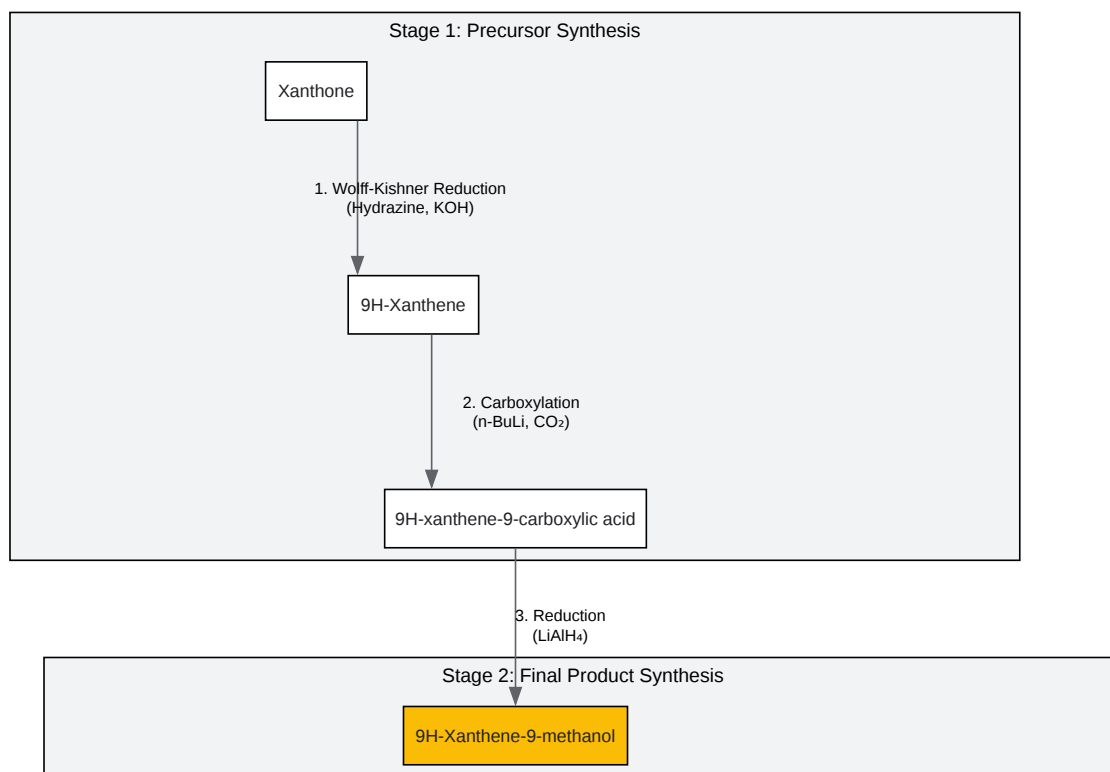 Stage 1: Precursor Synthesis
Xanthone
1. Wolff-Kishner Reduction
(Hydrazine, KOH)
9H-Xanthene
2. Carboxylation
(n-BuLi, CO₂)
9H-xanthene-9-carboxylic acid
3. Reduction
(LiAlH₄)
Stage 2: Final Product Synthesis
9H-Xanthene-9-methanol